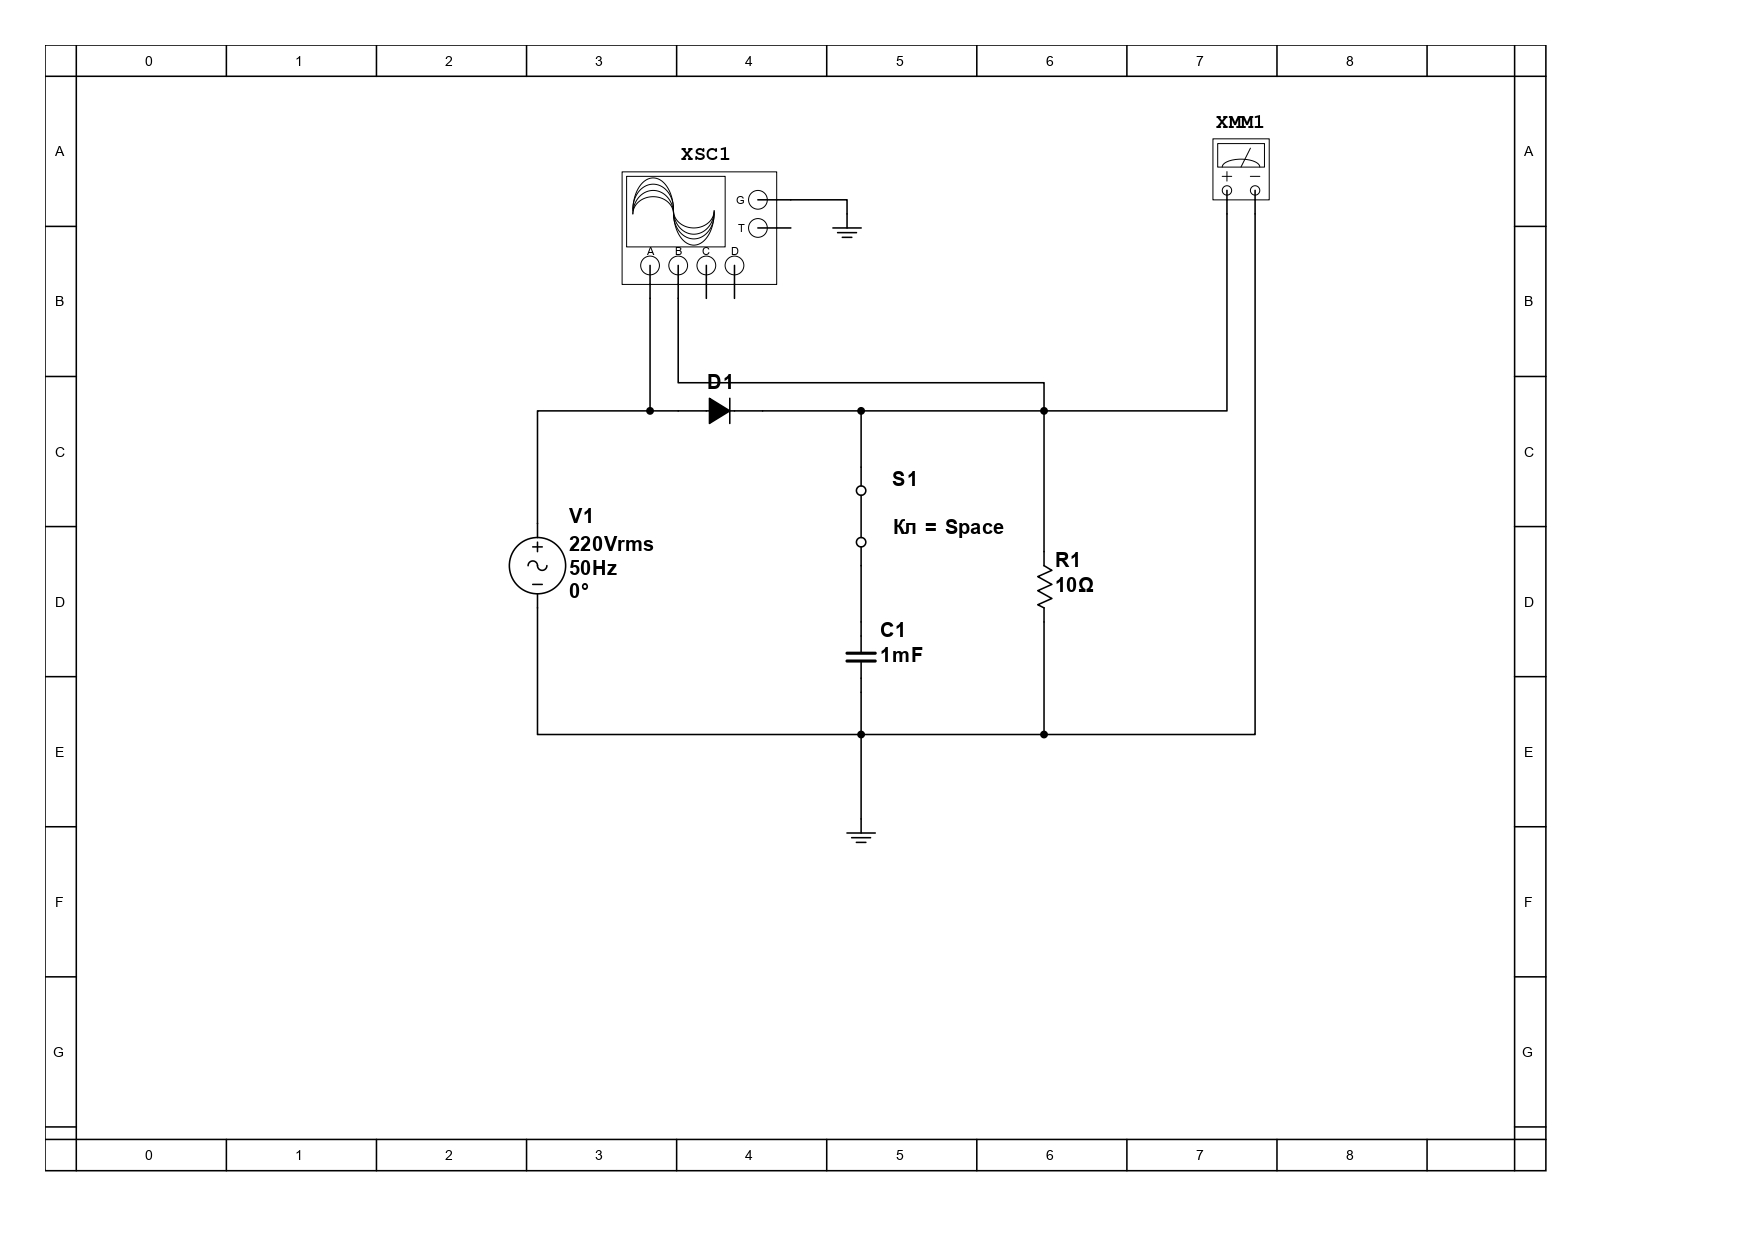 0 1 2 3 4 5 6 7 8
XMM1
A A
XSC1
+ −
G
T
A B C D
B B
D1
C C
S1
V1
+
Кл = Space
220Vrms
R1
50Hz
10Ω
−
0°
D D
C1
1mF
E E
F F
G G
0 1 2 3 4 5 6 7 8